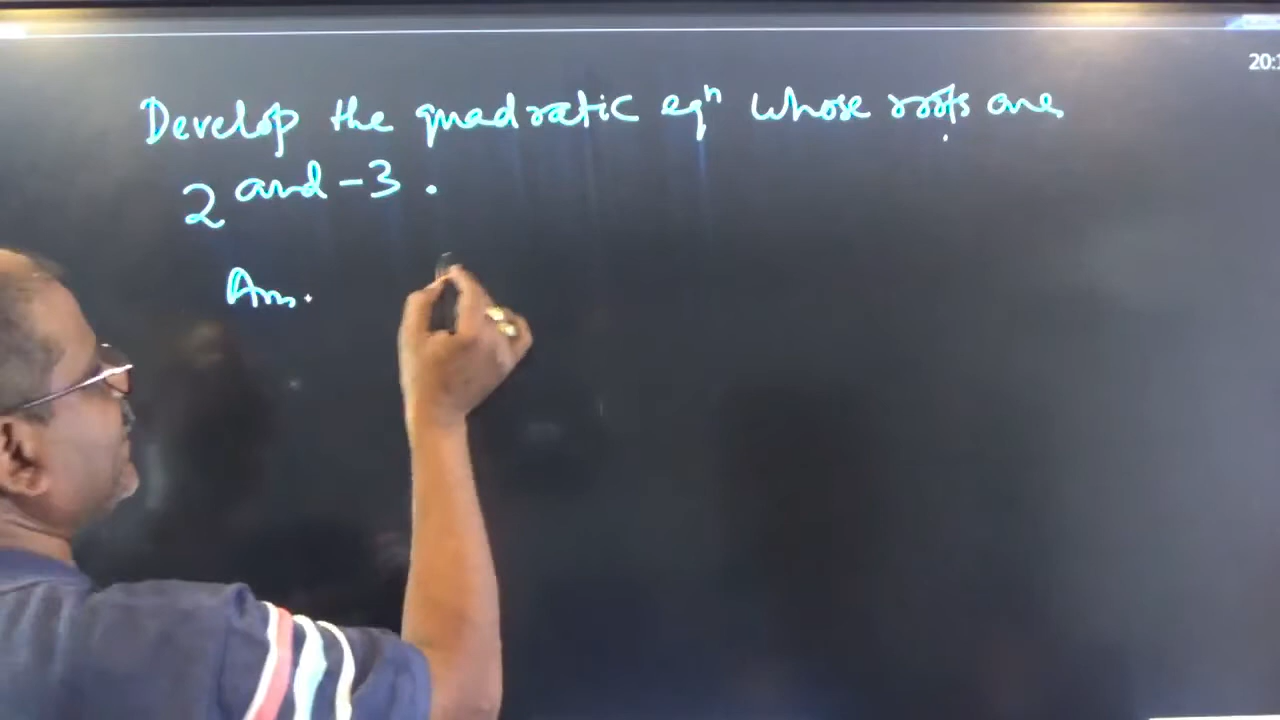 20:1
Develop the quadratic eqⁿ whose roots are
2 and -3 .
Ans.